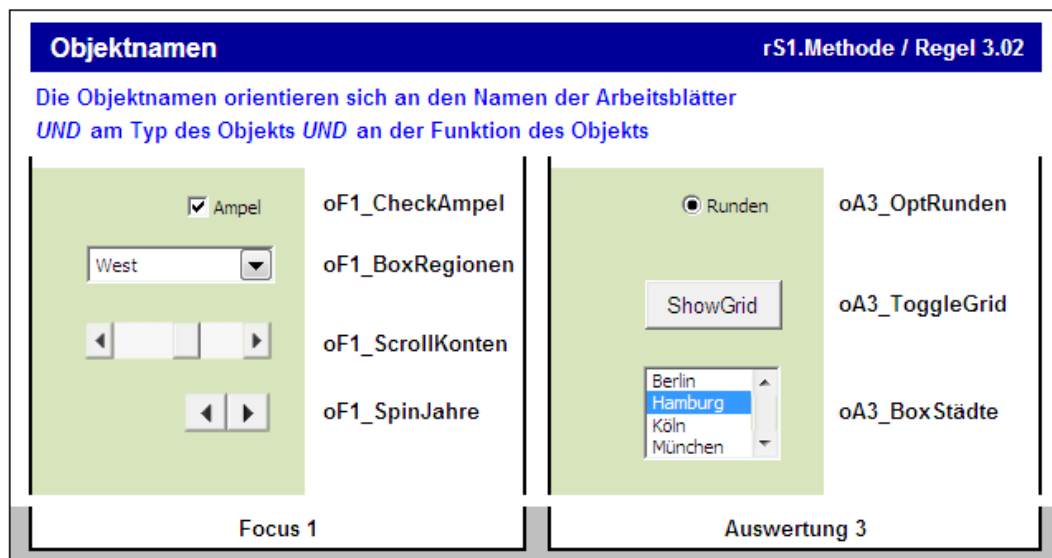 Objektnamen
rS1.Methode / Regel 3.02
Die Objektnamen orientieren sich an den Namen der Arbeitsblätter
UND am Typ des Objekts UND an der Funktion des Objekts
Ampel
oF1_CheckAmpel
West
oF1_BoxRegionen
oF1_ScrollKonten
oF1_SpinJahre
Focus 1
Runden
oA3_OptRunden
ShowGrid
oA3_ToggleGrid
Berlin
Hamburg
Köln
München
oA3_BoxStädte
Auswertung 3